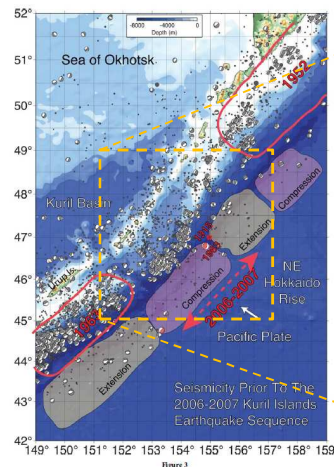 -8000 -4000 0
Depth (m)
52°
51°
50°
49°
48°
47°
46°
45°
44°
43°
42°
Sea of Okhotsk
1952
Kuril Basin
Compression
Extension
Urup Is.
NE
Hokkaido
Rise
Compression
2006-2007
1963
Pacific Plate
Extension
Seismicity Prior To The
2006-2007 Kuril Islands
Earthquake Sequence
149° 150° 151° 152° 153° 154° 155° 156° 157° 158° 159
Figure 3